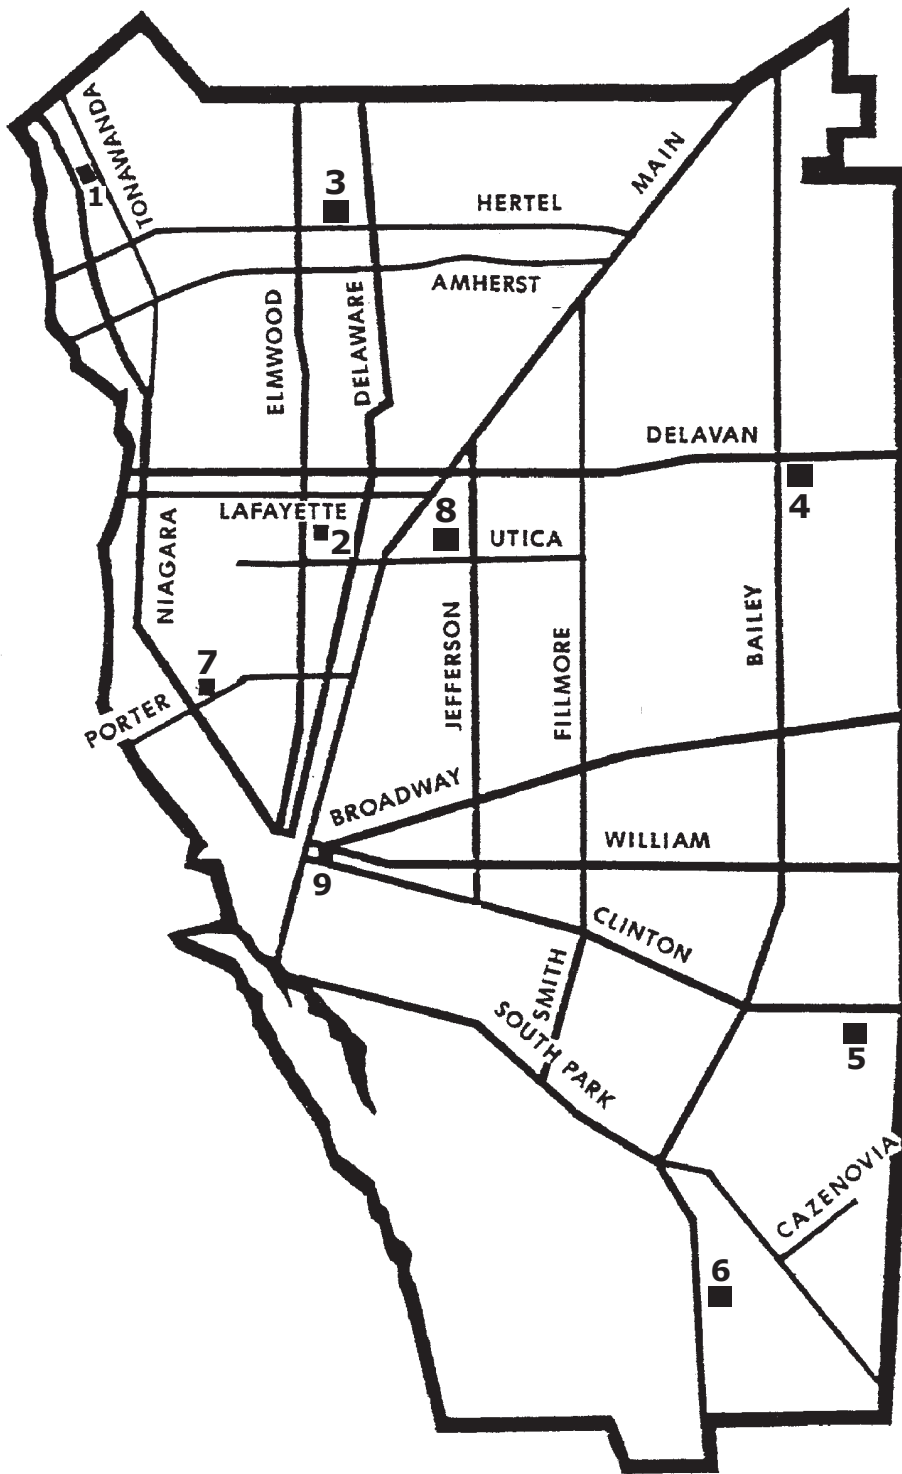 TONAWANDA
1
3
MAIN
HERTEL
AMHERST
ELMWOOD
DELAWARE
DELAVAN
4
LAFAYETTE
8
2
UTICA
NIAGARA
BAILEY
JEFFERSON
FILLMORE
7
PORTER
BROADWAY
WILLIAM
9
CLINTON
SMITH
SOUTH PARK
5
CAZENOVIA
6